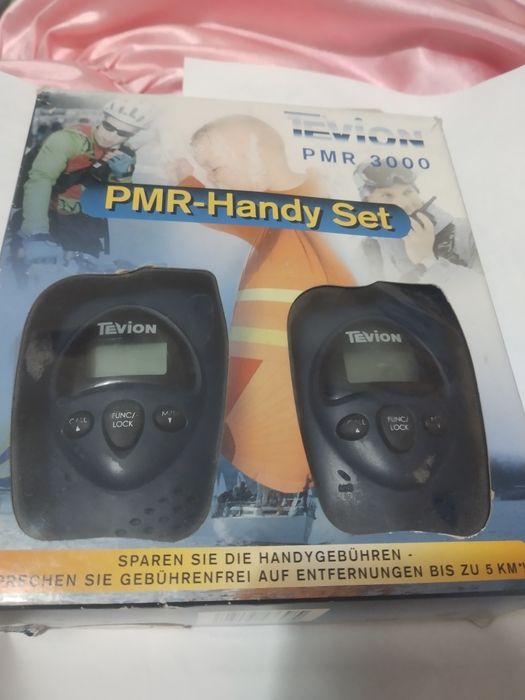 TEVION
PMR 3000
PMR-Handy Set
TEVION
CALL
FUNC/
LOCK
TEVION
CALL
FUNC/
LOCK
SPAREN SIE DIE HANDYGEBÜHREN -
SIE GEBÜHRENFREI AUF ENTFERNUNGEN BIS ZU 5 KM*